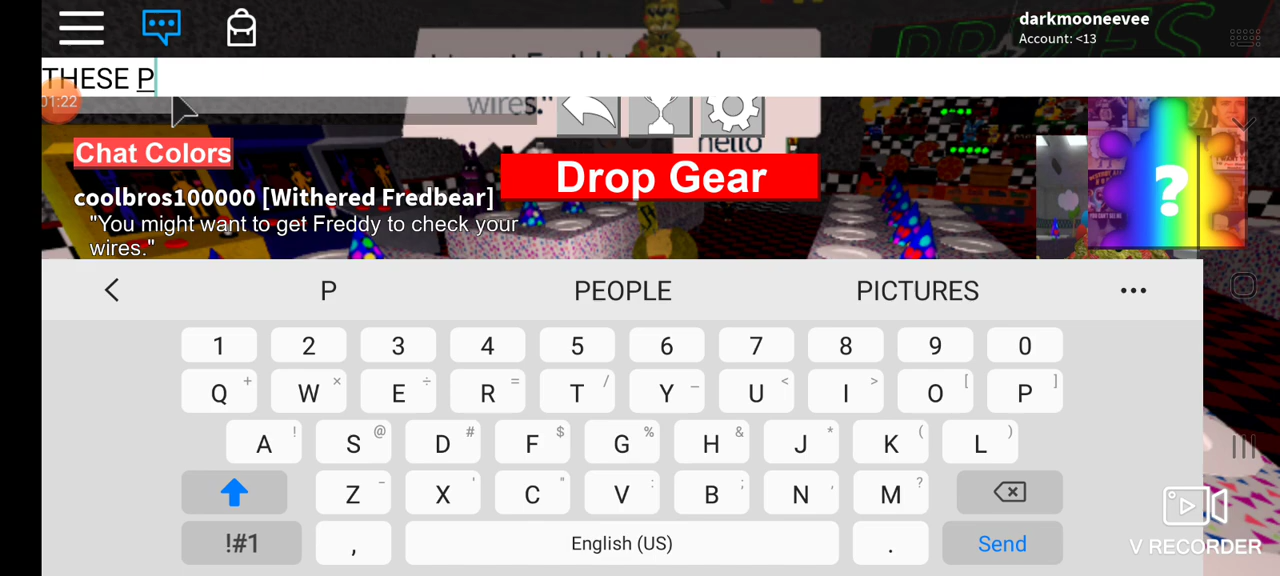 darkmooneevee
Account: <13
THESE P
01:22
wires."
hello
Chat Colors
Drop Gear
coolbros100000 [Withered Fredbear]
"You might want to get Freddy to check your
wires."
?
P PEOPLE PICTURES
1 2 3 4 5 6 7 8 9 0
Q + W × E ÷ R = T / Y _ U < I > O [ P ]
A ! S @ D # F $ G % H & J * K ( L )
Z - X ' C " V : B ; N , M ?
!#1 , English (US) . Send
V RECORDER